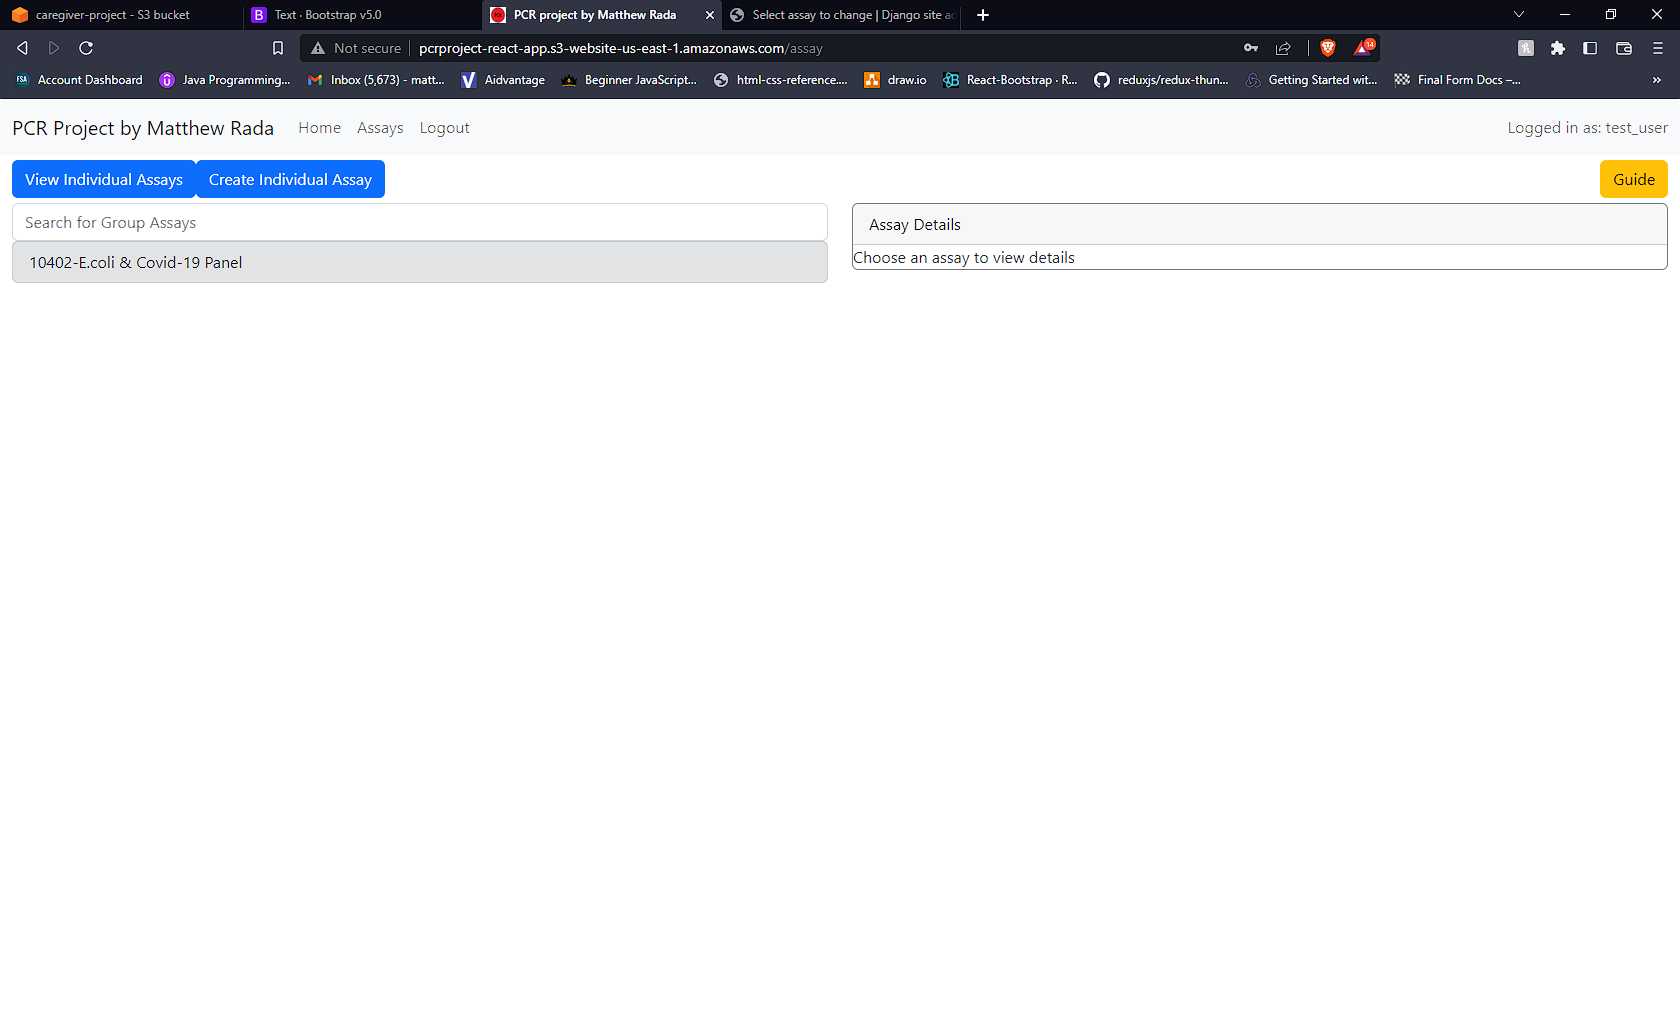 caregiver-project - S3 bucket
B Text · Bootstrap v5.0
PCR project by Matthew Rada
Select assay to change | Django site ac
Not secure pcrproject-react-app.s3-website-us-east-1.amazonaws.com/assay
14
FSA Account Dashboard
Java Programming...
Inbox (5,673) - matt...
Aidvantage
Beginner JavaScript...
html-css-reference....
draw.io
React-Bootstrap · R...
reduxjs/redux-thun...
Getting Started wit...
Final Form Docs –...
»
PCR Project by Matthew Rada Home Assays Logout Logged in as: test_user
View Individual Assays Create Individual Assay Guide
Search for Group Assays
10402-E.coli & Covid-19 Panel
Assay Details
Choose an assay to view details